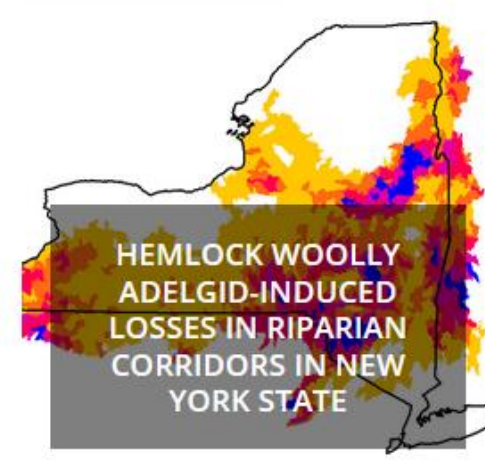 HEMLOCK WOOLLY
ADELGID-INDUCED
LOSSES IN RIPARIAN
CORRIDORS IN NEW
YORK STATE